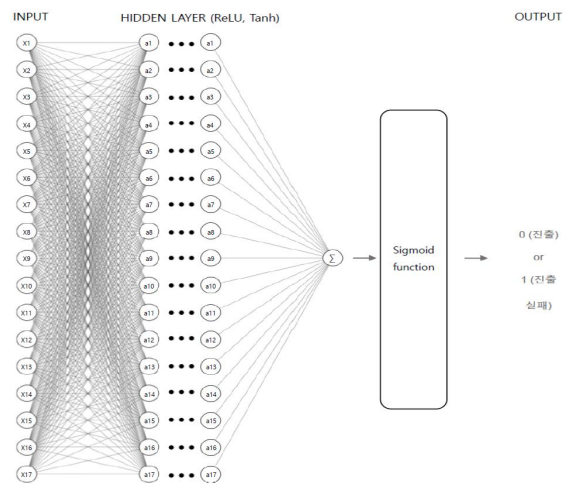 INPUT HIDDEN LAYER (ReLU, Tanh) OUTPUT
X1 a1 ••• a1
X2 a2 ••• a2
X3 a3 ••• a3
X4 a4 ••• a4
X5 a5 ••• a5
X6 a6 ••• a6
X7 a7 ••• a7
X8 a8 ••• a8
X9 a9 ••• a9
X10 a10 ••• a10
X11 a11 ••• a11
X12 a12 ••• a12
X13 a13 ••• a13
X14 a14 ••• a14
X15 a15 ••• a15
X16 a16 ••• a16
X17 a17 ••• a17
Σ
Sigmoid
function
0 (진출)
or
1 (진출
실패)